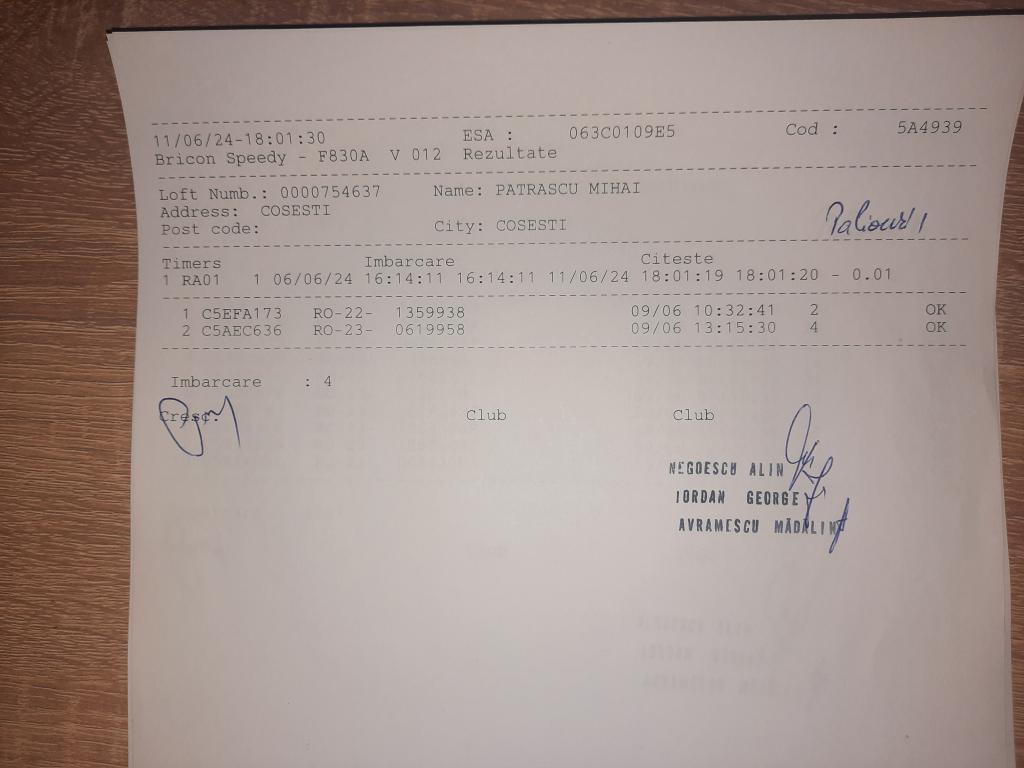 11/06/24-18:01:30 ESA : 063C0109E5 Cod : 5A4939
Bricon Speedy - F830A V 012 Rezultate
Loft Numb.: 0000754637 Name: PATRASCU MIHAI
Address: COSESTI
Post code: City: COSESTI
Timers Imbarcare Citeste
1 RA01 1 06/06/24 16:14:11 16:14:11 11/06/24 18:01:19 18:01:20 - 0.01
1 C5EFA173 RO-22- 1359938 09/06 10:32:41 2 OK
2 C5AEC636 RO-23- 0619958 09/06 13:15:30 4 OK
Imbarcare : 4
Cresc. Club Club
NEGOESCU ALIN
IORDAN GEORGE
AVRAMESCU MĂDĂLIN